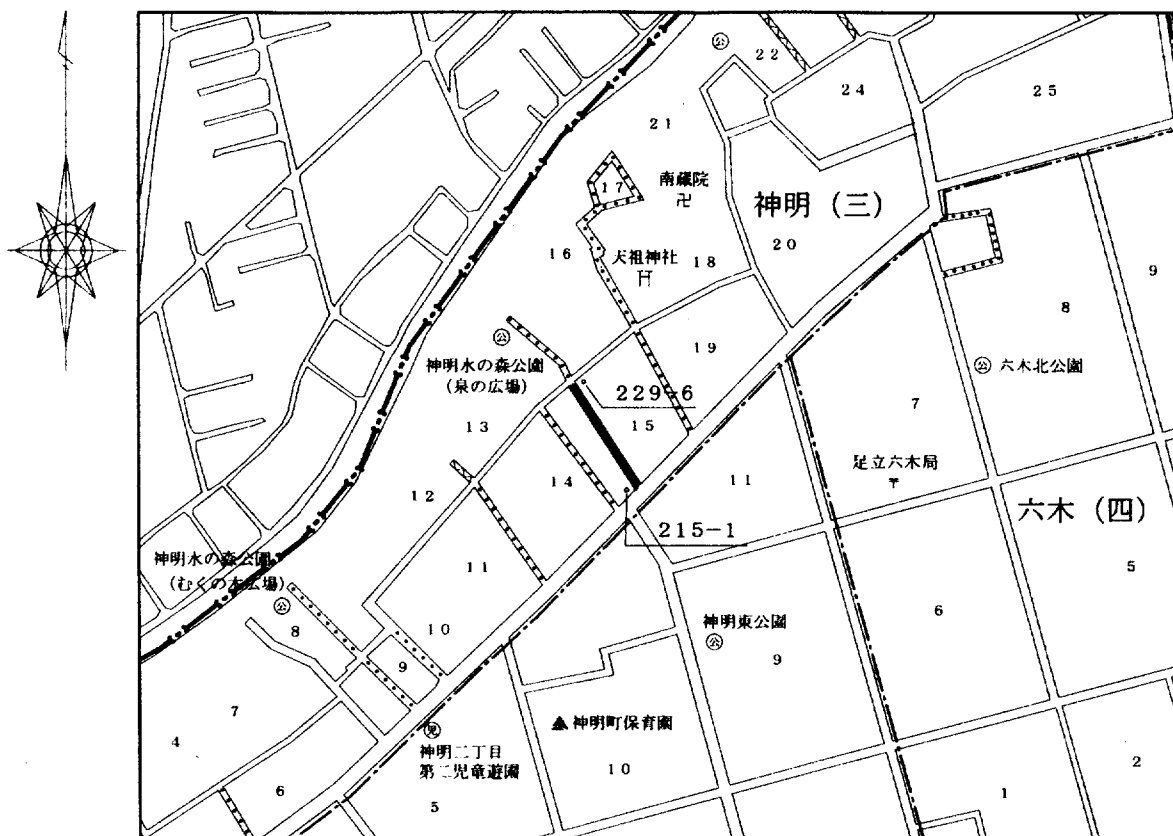 22
24
25
21
南蔵院
卍
17
神明（三）
20
16
天祖神社
18
9
8
19
神明水の森公園
（泉の広場）
公
六木北公園
229-6
7
13
15
足立六木局
〒
14
11
12
六木（四）
215-1
神明水の森公園
（むくの木広場）
公
11
5
6
8
10
神明東公園
公
9
9
7
4
神明町保育園
神明二丁目
第二児童遊園
児
10
2
6
5
1